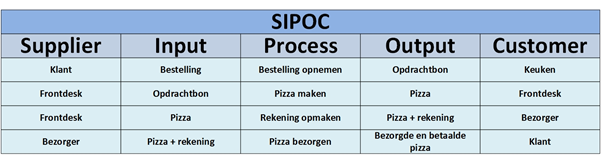 SIPOC
Supplier Input Process Output Customer
Klant Bestelling Bestelling opnemen Opdrachtbon Keuken
Frontdesk Opdrachtbon Pizza maken Pizza Frontdesk
Frontdesk Pizza Rekening opmaken Pizza + rekening Bezorger
Bezorger Pizza + rekening Pizza bezorgen Bezorgde en betaalde pizza Klant